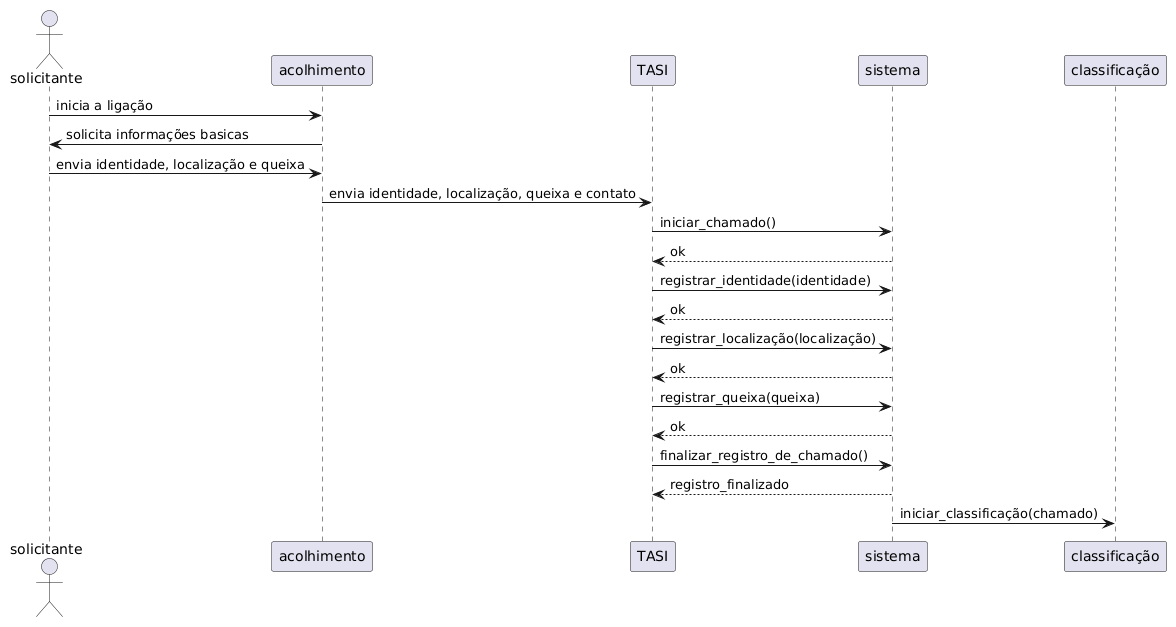 solicitante
acolhimento
TASI
sistema
classificação
inicia a ligação
solicita informações basicas
envia identidade, localização e queixa
envia identidade, localização, queixa e contato
iniciar_chamado()
ok
registrar_identidade(identidade)
ok
registrar_localização(localização)
ok
registrar_queixa(queixa)
ok
finalizar_registro_de_chamado()
registro_finalizado
iniciar_classificação(chamado)
solicitante
acolhimento
TASI
sistema
classificação